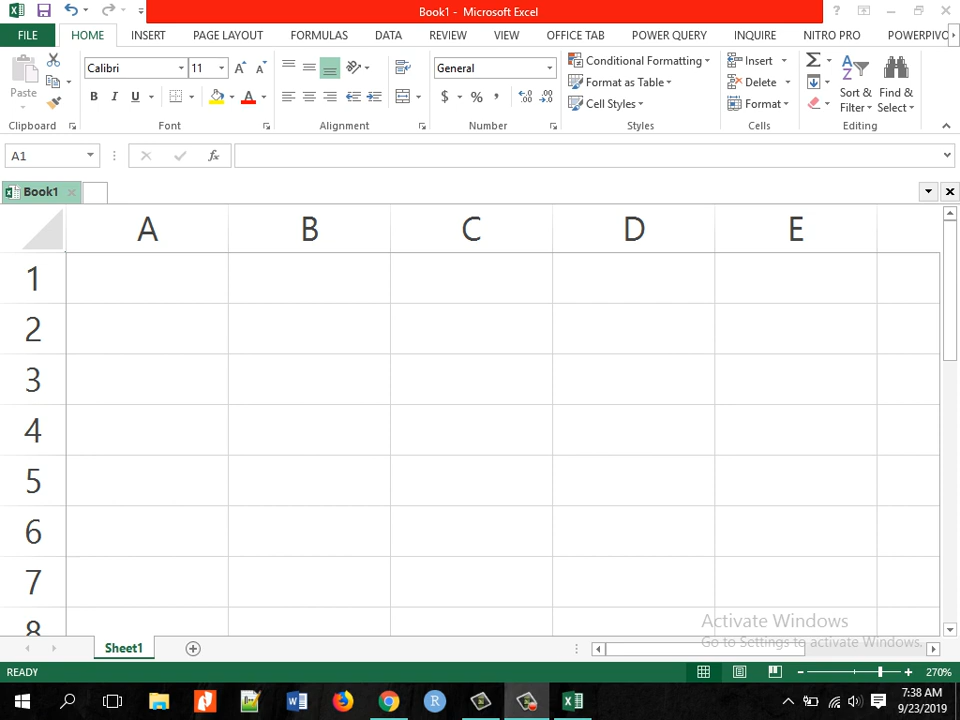 Book1 - Microsoft Excel
?
FILE HOME INSERT PAGE LAYOUT FORMULAS DATA REVIEW VIEW OFFICE TAB POWER QUERY INQUIRE NITRO PRO POWERPIVO
Paste
Calibri 11
B I U A
General
$ % ,
Conditional Formatting
Format as Table
Cell Styles
Insert
Delete
Format
Sort & Filter
Find & Select
Clipboard Font Alignment Number Styles Cells Editing
A1 fx
Book1
A B C D E
1
2
3
4
5
6
7
8
Activate Windows
Go to Settings to activate Windows.
Sheet1
READY 270%
7:38 AM
9/23/2019